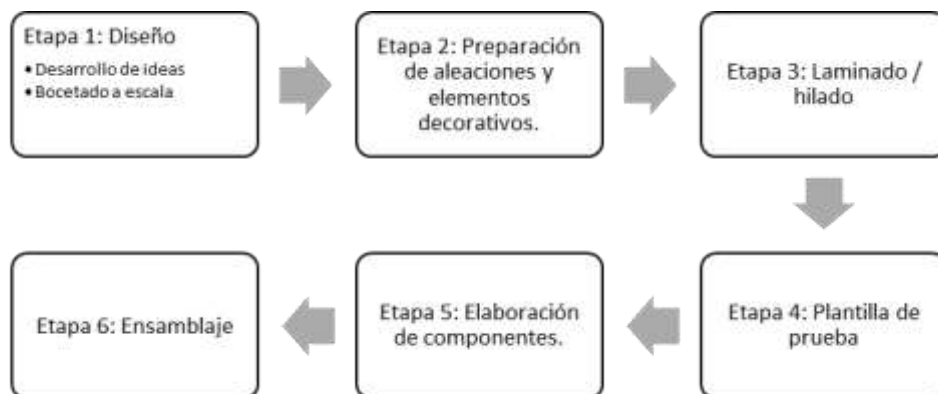 Etapa 1: Diseño
• Desarrollo de ideas
• Bocetado a escala
Etapa 2: Preparación
de aleaciones y
elementos
decorativos.
Etapa 3: Laminado /
hilado
Etapa 4: Plantilla de
prueba
Etapa 5: Elaboración
de componentes.
Etapa 6: Ensamblaje